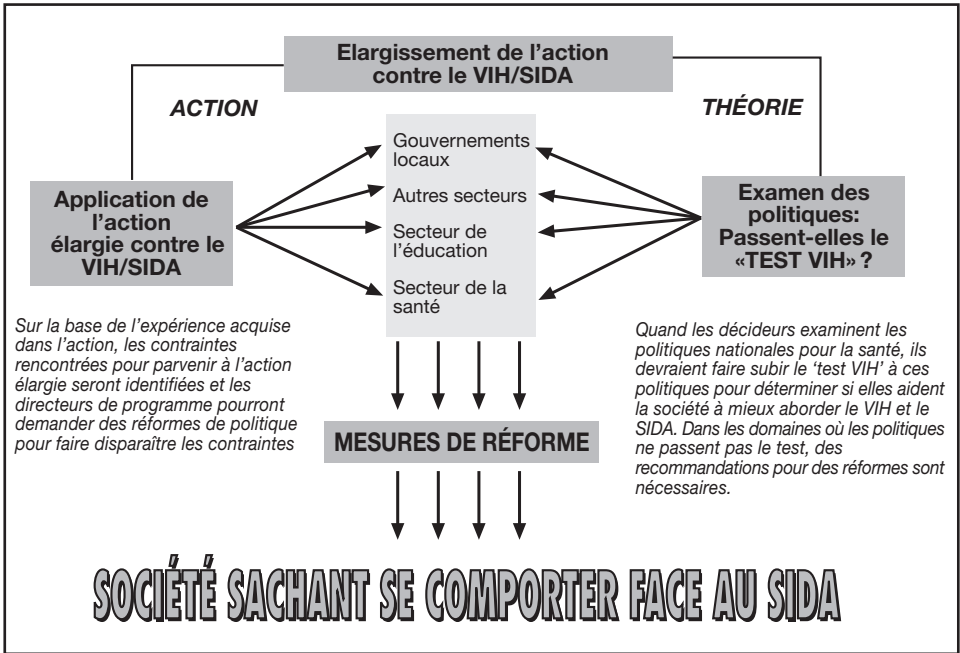 Elargissement de l’action
contre le VIH/SIDA
ACTION
THÉORIE
Gouvernements
locaux
Autres secteurs
Secteur de
l’éducation
Secteur de la
santé
Application de
l’action
élargie contre le
VIH/SIDA
Examen des
politiques:
Passent-elles le
«TEST VIH» ?
Sur la base de l’expérience acquise
dans l’action, les contraintes
rencontrées pour parvenir à l’action
élargie seront identifiées et les
directeurs de programme pourront
demander des réformes de politique
pour faire disparaître les contraintes
Quand les décideurs examinent les
politiques nationales pour la santé, ils
devraient faire subir le ‘test VIH’ à ces
politiques pour déterminer si elles aident
la société à mieux aborder le VIH et le
SIDA. Dans les domaines où les politiques
ne passent pas le test, des
recommandations pour des réformes sont
nécessaires.
MESURES DE RÉFORME
SOCIÉTÉ SACHANT SE COMPORTER FACE AU SIDA